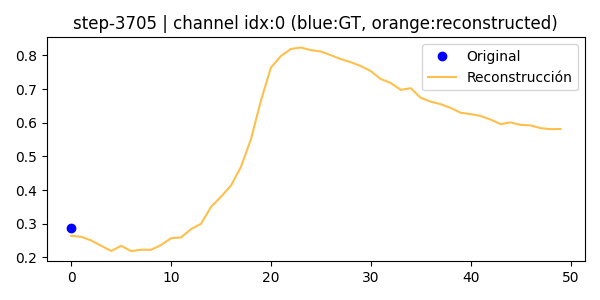 step-3705 | channel idx:0 (blue:GT, orange:reconstructed)
Original
Reconstrucción
0.8
0.7
0.6
0.5
0.4
0.3
0.2
0 10 20 30 40 50